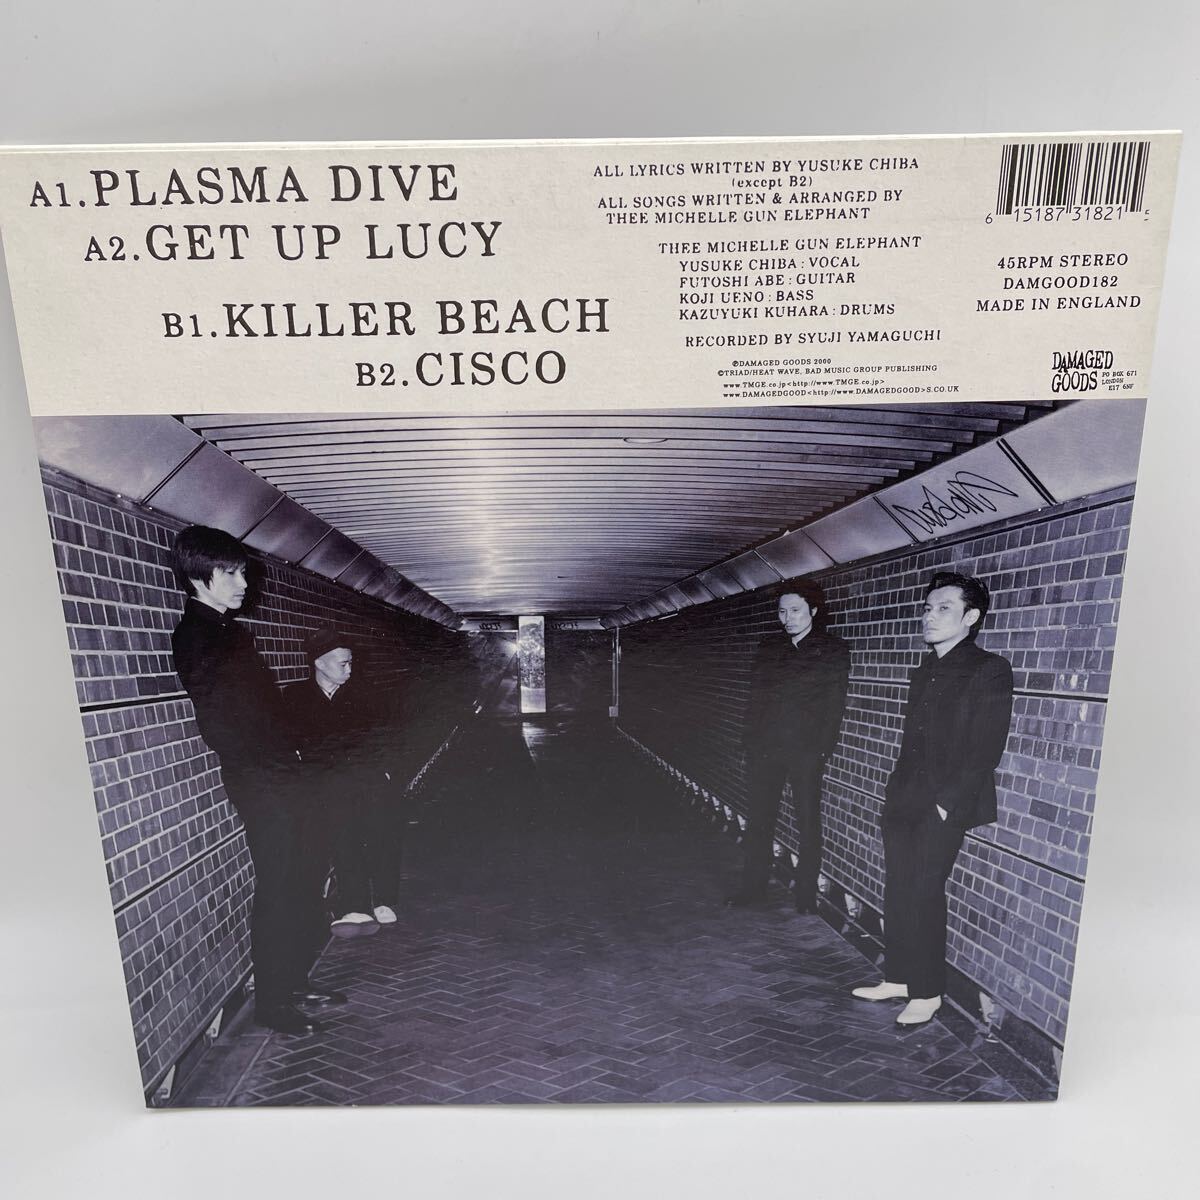 A1.PLASMA DIVE
A2.GET UP LUCY
B1.KILLER BEACH
B2.CISCO
ALL LYRICS WRITTEN BY YUSUKE CHIBA
(except B2)
ALL SONGS WRITTEN & ARRANGED BY
THEE MICHELLE GUN ELEPHANT
THEE MICHELLE GUN ELEPHANT
YUSUKE CHIBA:VOCAL
FUTOSHI ABE:GUITAR
KOJI UENO:BASS
KAZUYUKI KUHARA:DRUMS
RECORDED BY SYUJI YAMAGUCHI
℗DAMAGED GOODS 2000
©TRIAD/HEAT WAVE, BAD MUSIC GROUP PUBLISHING
www.TMGE.co.jp<http://www.TMGE.co.jp>
www.DAMAGEDGOOD<http://www.DAMAGEDGOOD>S.CO.UK
6 15187 31821 5
45RPM STEREO
DAMGOOD182
MADE IN ENGLAND
DAMAGED
GOODS
PO BOX 671
LONDON
E17 6NF